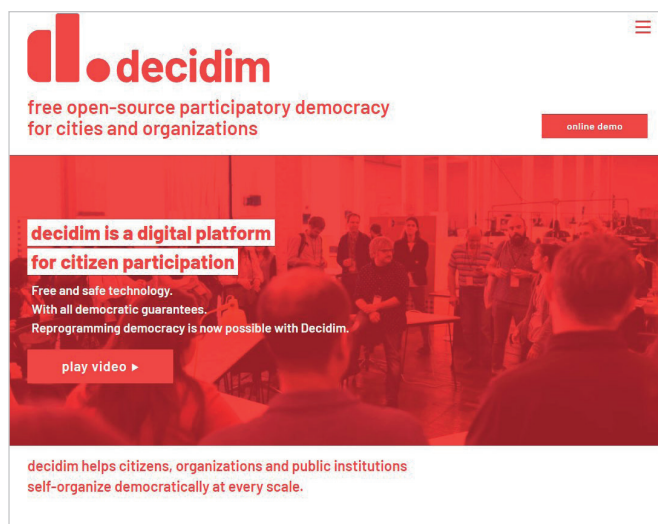 decidim
free open-source participatory democracy
for cities and organizations
online demo
decidim is a digital platform
for citizen participation
Free and safe technology.
With all democratic guarantees.
Reprogramming democracy is now possible with Decidim.
play video
decidim helps citizens, organizations and public institutions
self-organize democratically at every scale.